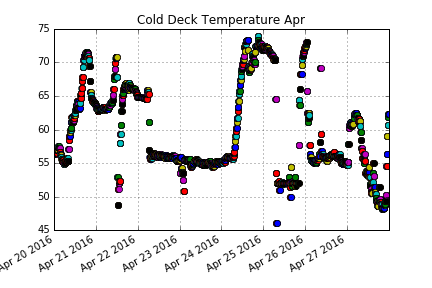 Cold Deck Temperature Apr
75
70
65
60
55
50
45
Apr 20 2016
Apr 21 2016
Apr 22 2016
Apr 23 2016
Apr 24 2016
Apr 25 2016
Apr 26 2016
Apr 27 2016